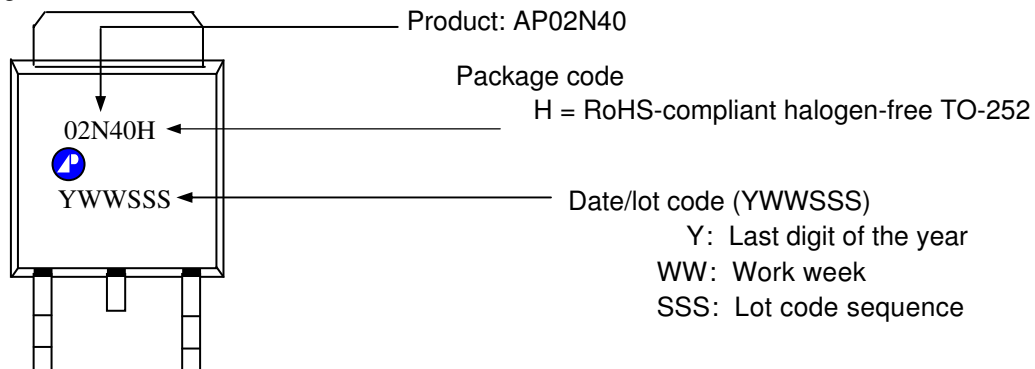 Product: AP02N40
Package code
H = RoHS-compliant halogen-free TO-252
02N40H
AP
YWWSSS
Date/lot code (YWWSSS)
Y: Last digit of the year
WW: Work week
SSS: Lot code sequence